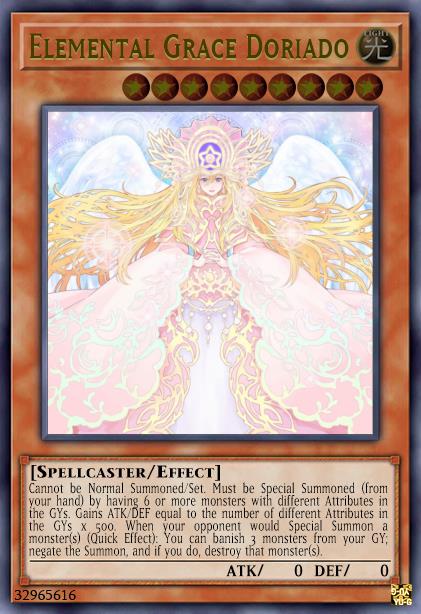 ELEMENTAL GRACE DORIADO
LIGHT
光
[SPELLCASTER/EFFECT]
Cannot be Normal Summoned/Set. Must be Special Summoned (from
your hand) by having 6 or more monsters with different Attributes in
the GYs. Gains ATK/DEF equal to the number of different Attributes
in the GYs x 500. When your opponent would Special Summon a
monster(s) (Quick Effect): You can banish 3 monsters from your GY;
negate the Summon, and if you do, destroy that monster(s).
ATK/ 0 DEF/ 0
32965616